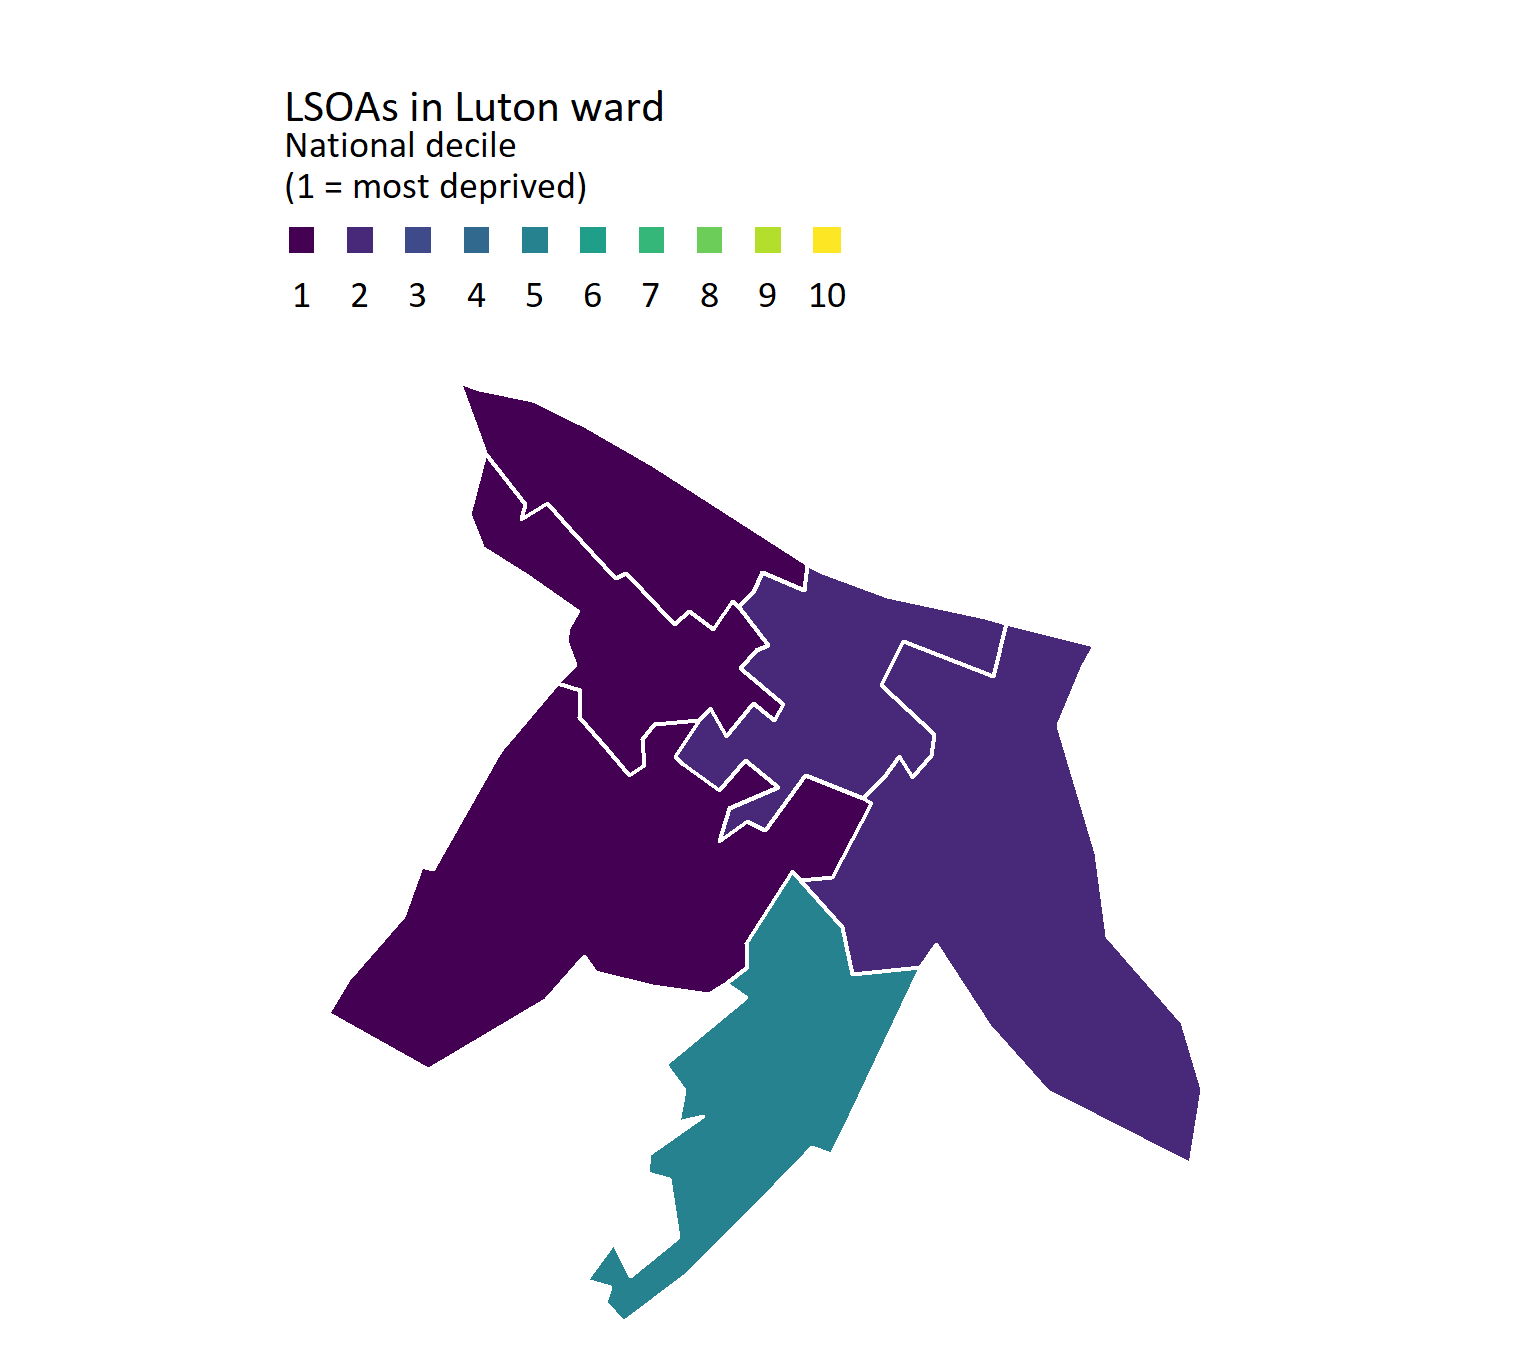 LSOAs in Luton ward
National decile
(1 = most deprived)
1 2 3 4 5 6 7 8 9 10